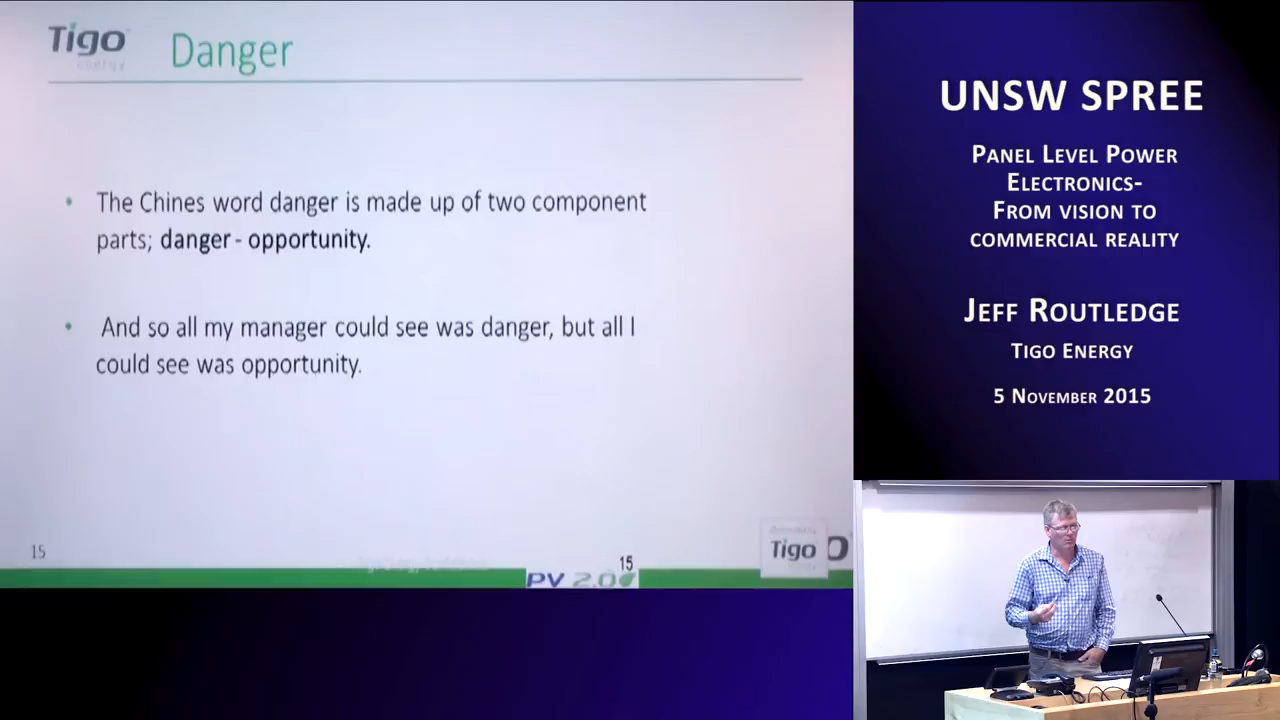 Tigo
energy
Danger
• The Chines word danger is made up of two component
parts; danger - opportunity.
• And so all my manager could see was danger, but all I
could see was opportunity.
15
15
PV 2.0
Tigo
UNSW SPREE
PANEL LEVEL POWER
ELECTRONICS-
FROM VISION TO
COMMERCIAL REALITY
JEFF ROUTLEDGE
TIGO ENERGY
5 NOVEMBER 2015